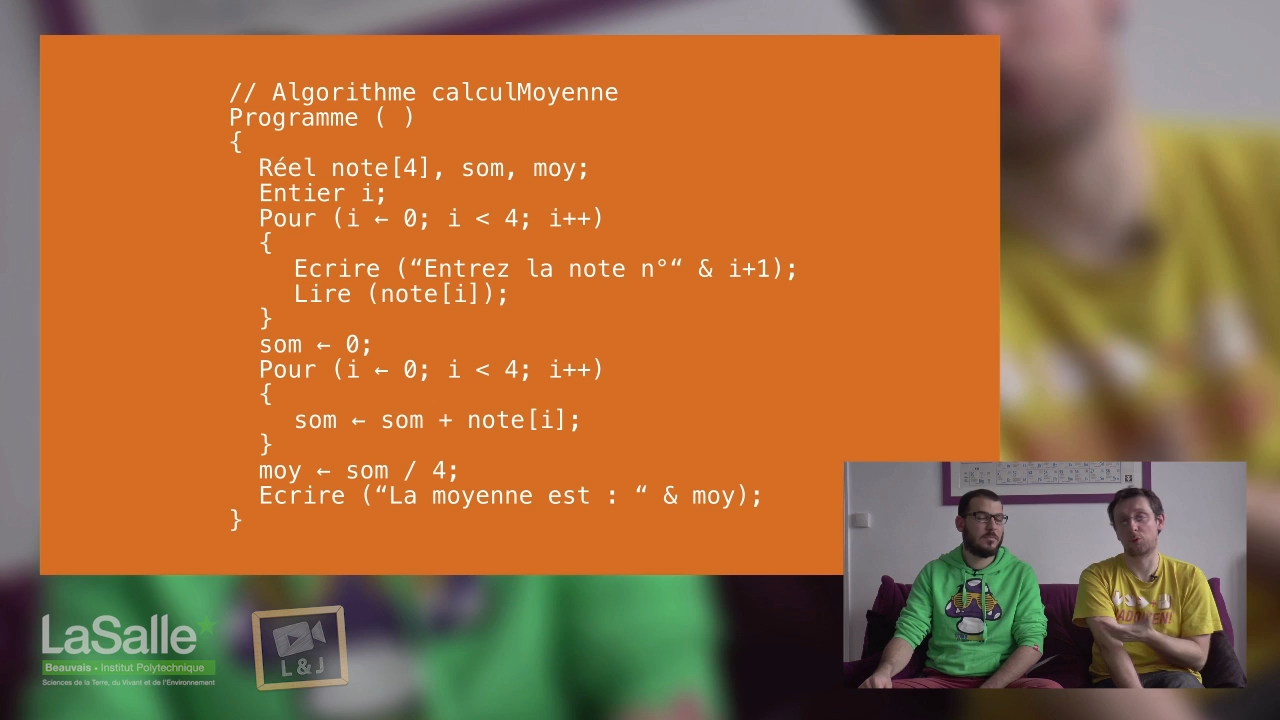 // Algorithme calculMoyenne
Programme ( )
{
Réel note[4], som, moy;
Entier i;
Pour (i ← 0; i < 4; i++)
{
Ecrire (“Entrez la note n°“ & i+1);
Lire (note[i]);
}
som ← 0;
Pour (i ← 0; i < 4; i++)
{
som ← som + note[i];
}
moy ← som / 4;
Ecrire (“La moyenne est : “ & moy);
}
LaSalle
Beauvais • Institut Polytechnique
Sciences de la Terre, du Vivant et de l'Environnement
L&J